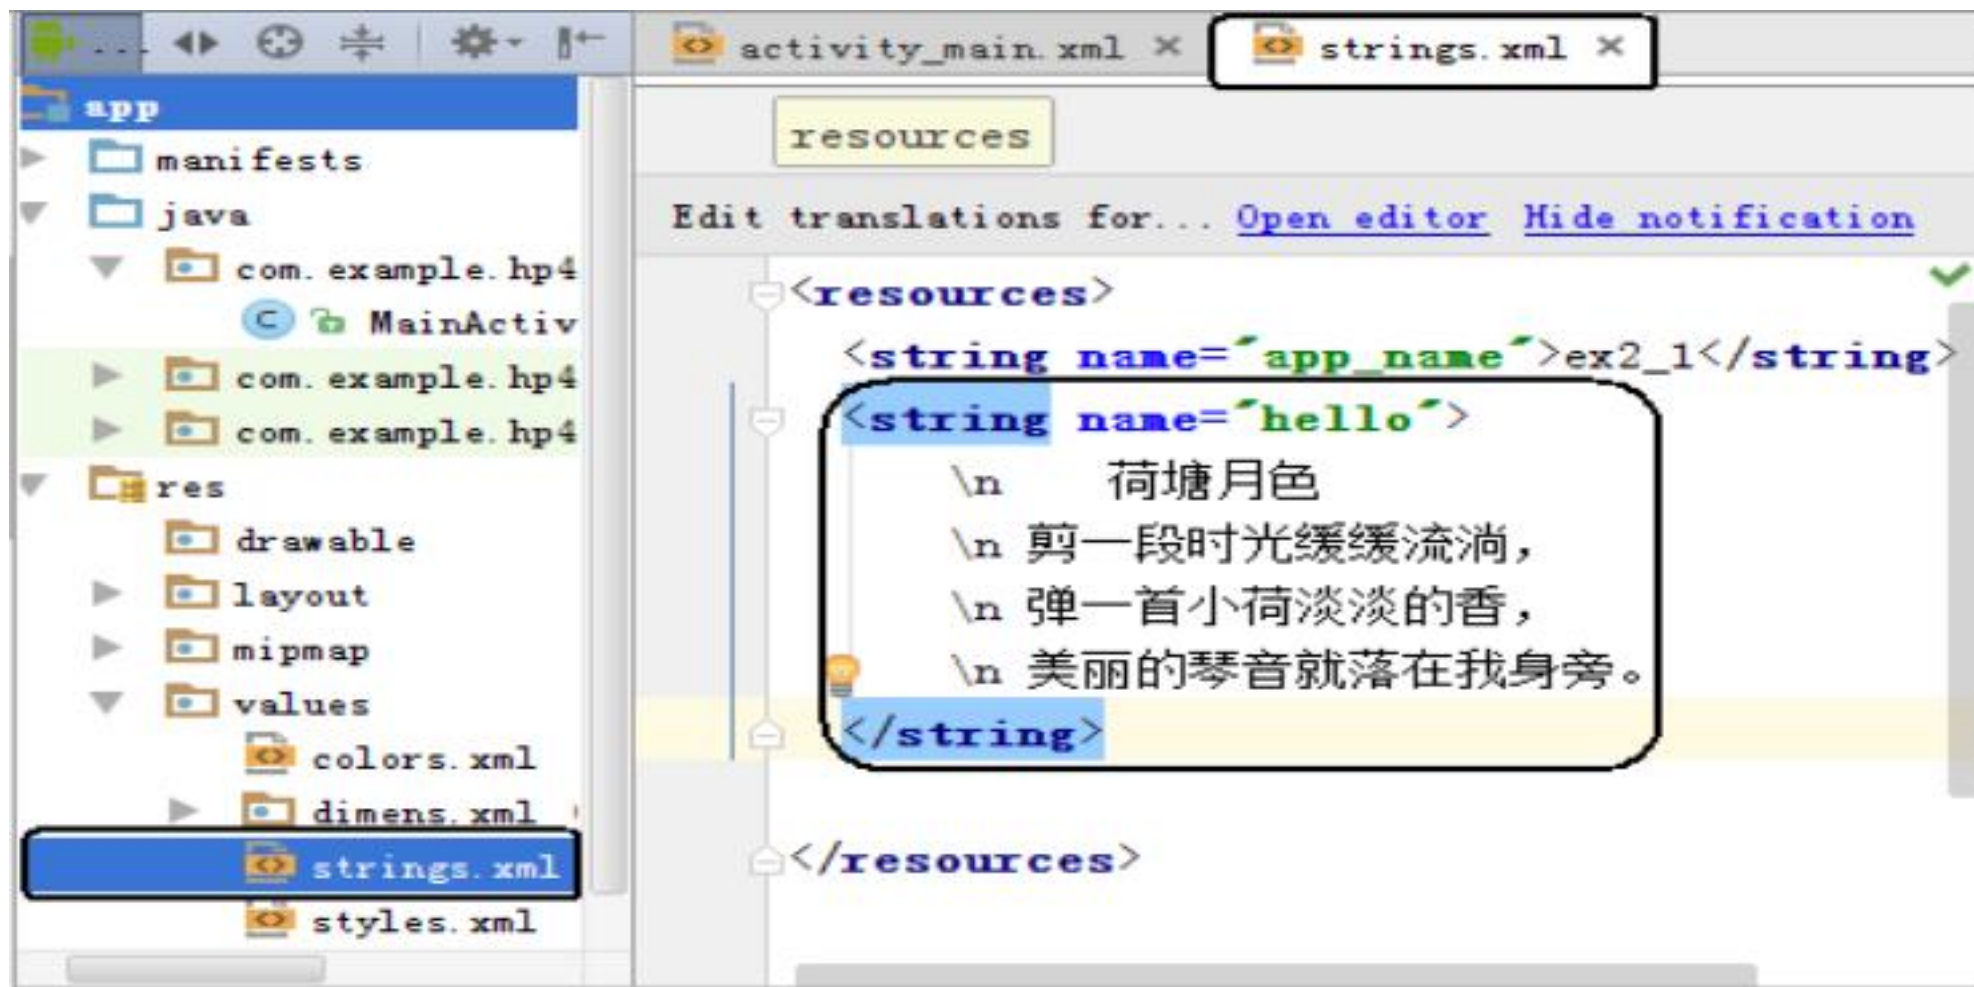 ...
app
manifests
java
com.example.hp4
MainActiv
com.example.hp4
com.example.hp4
res
drawable
layout
mipmap
values
colors.xml
dimens.xml
strings.xml
styles.xml
activity_main.xml ×
strings.xml ×
resources
Edit translations for... Open editor Hide notification
<resources>
<string name="app_name">ex2_1</string>
<string name="hello">
\n 荷塘月色
\n 剪一段时光缓缓流淌，
\n 弹一首小荷淡淡的香，
\n 美丽的琴音就落在我身旁。
</string>
</resources>